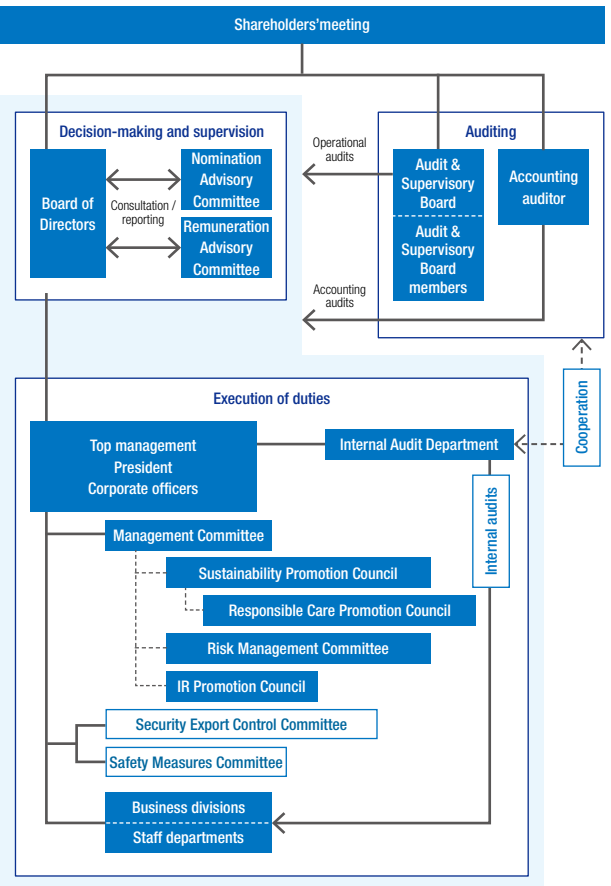 Shareholders'meeting
Decision-making and supervision
Board of
Directors
Consultation /
reporting
Nomination
Advisory
Committee
Remuneration
Advisory
Committee
Operational
audits
Accounting
audits
Auditing
Audit &
Supervisory
Board
Audit &
Supervisory
Board
members
Accounting
auditor
Cooperation
Execution of duties
Top management
President
Corporate officers
Internal Audit Department
Internal audits
Management Committee
Sustainability Promotion Council
Responsible Care Promotion Council
Risk Management Committee
IR Promotion Council
Security Export Control Committee
Safety Measures Committee
Business divisions
Staff departments